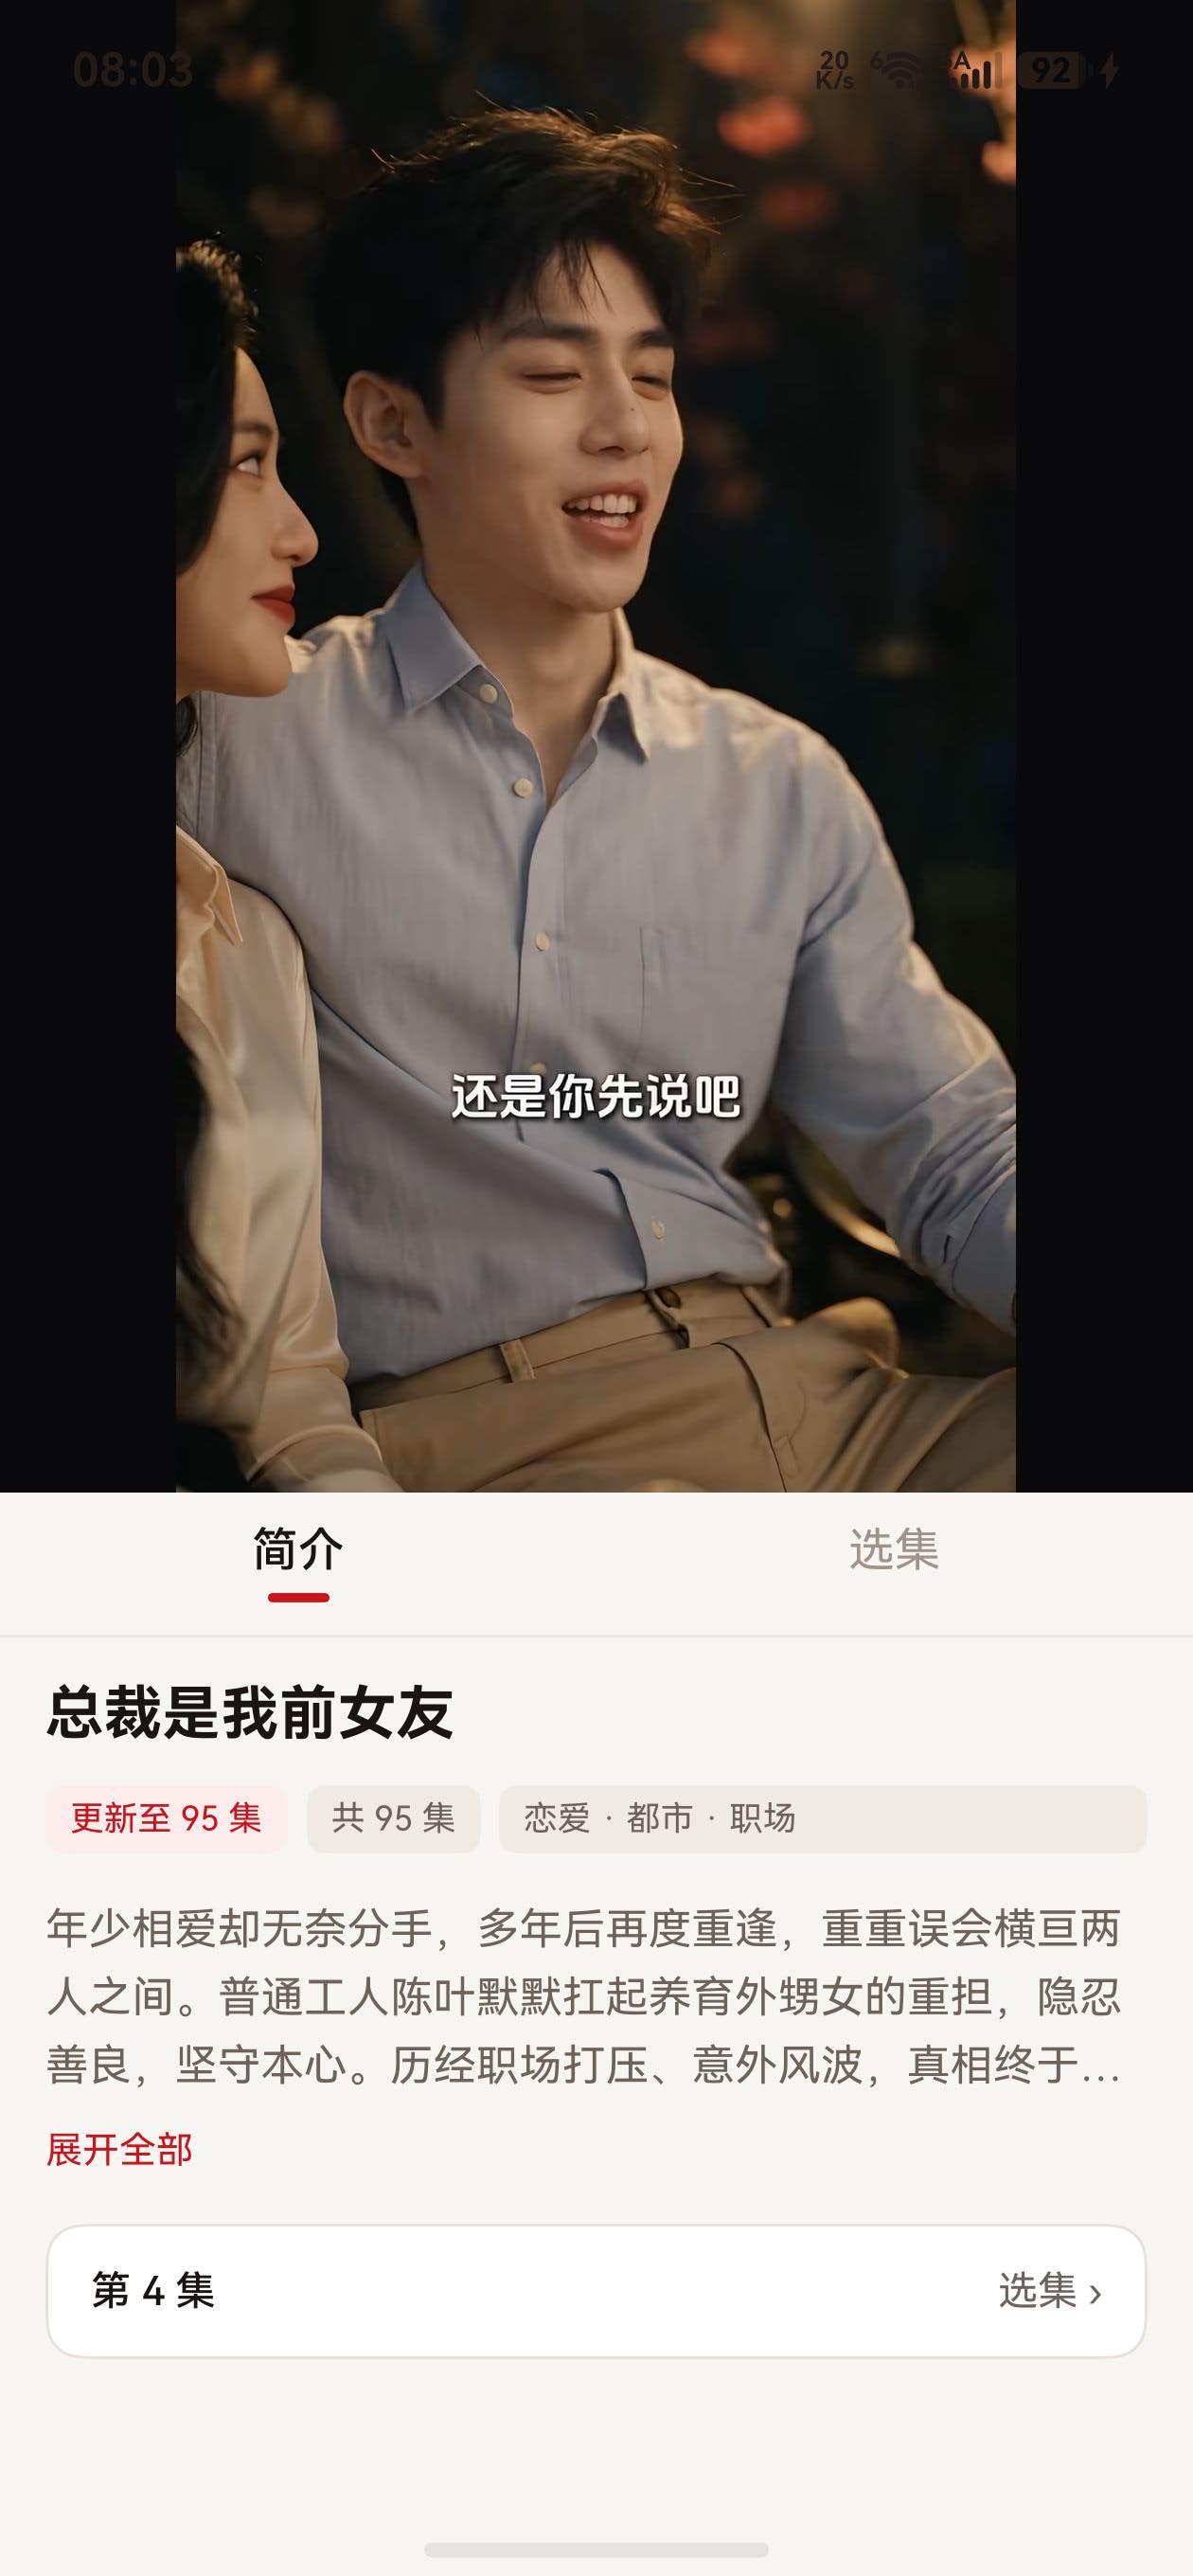 08:03
20
K/s
6
92
还是你先说吧
简介
选集
总裁是我前女友
更新至 95 集
共 95 集
恋爱 · 都市 · 职场
年少相爱却无奈分手，多年后再度重逢，重重误会横亘两
人之间。普通工人陈叶默默扛起养育外甥女的重担，隐忍
善良，坚守本心。历经职场打压、意外风波，真相终于...
展开全部
第 4 集
选集 ›